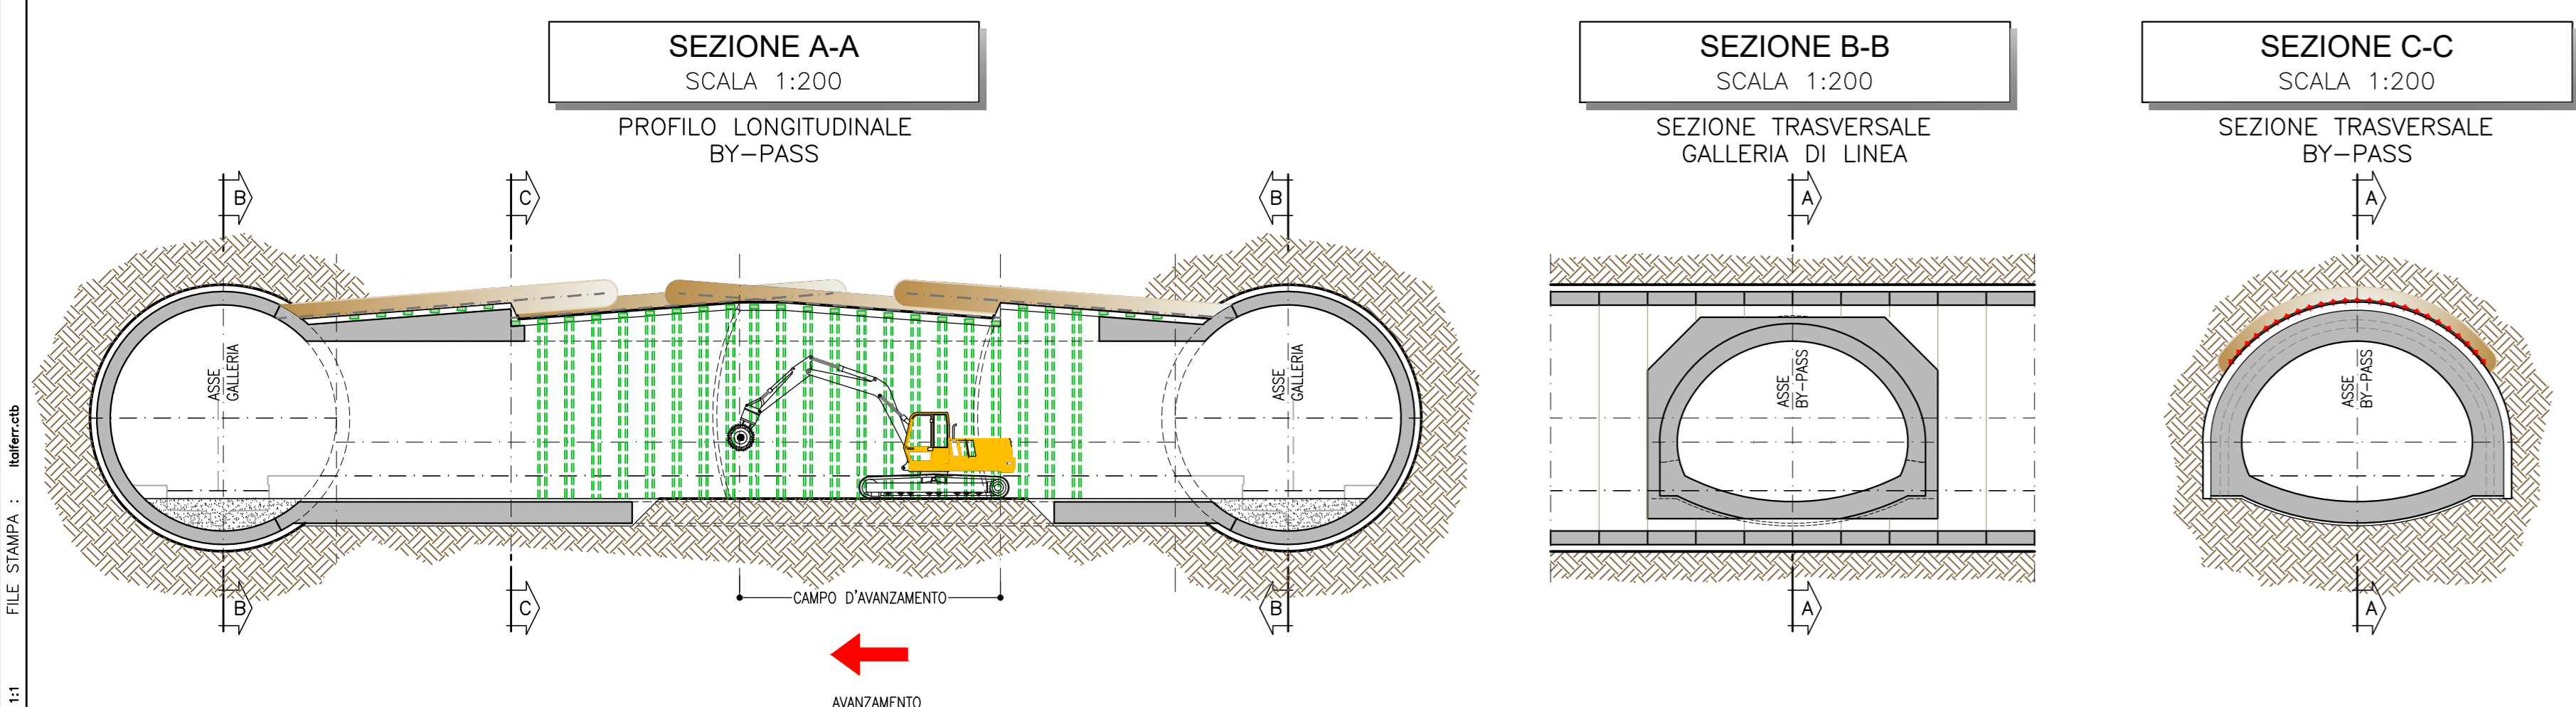 SEZIONE A-A
SCALA 1:200
PROFILO LONGITUDINALE
BY-PASS
SEZIONE B-B
SCALA 1:200
SEZIONE TRASVERSALE
GALLERIA DI LINEA
SEZIONE C-C
SCALA 1:200
SEZIONE TRASVERSALE
BY-PASS
B
C
B
A
A
ASSE
GALLERIA
ASSE
GALLERIA
ASSE
BY-PASS
ASSE
BY-PASS
CAMPO D'AVANZAMENTO
B
C
B
A
A
AVANZAMENTO
1:1 FILE STAMPA : Italferr.ctb